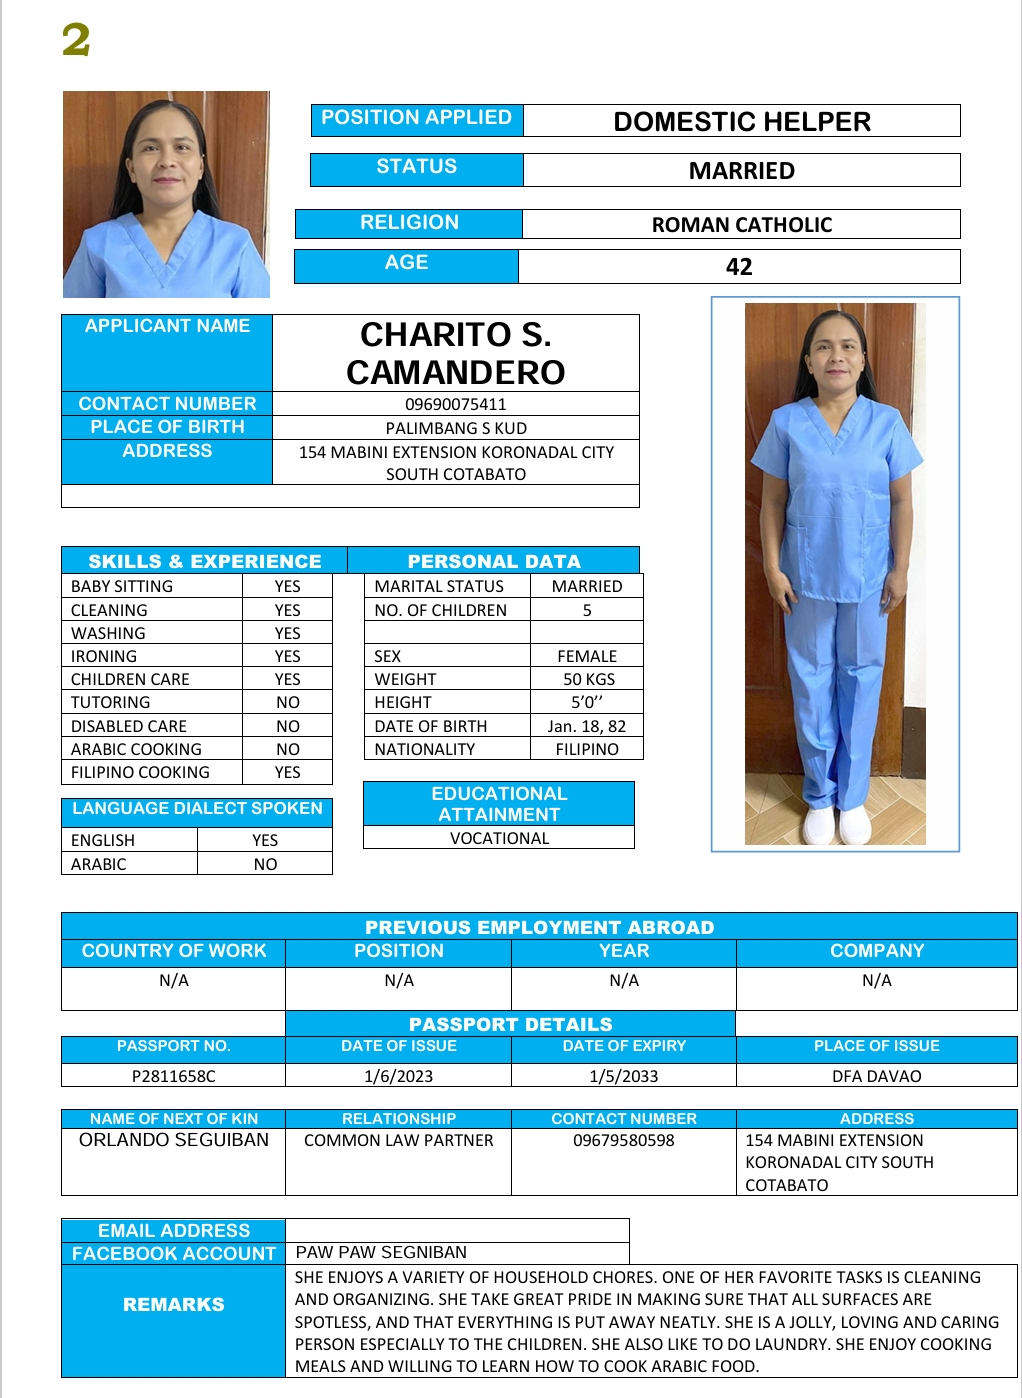 2
POSITION APPLIED DOMESTIC HELPER
STATUS MARRIED
RELIGION ROMAN CATHOLIC
AGE 42
APPLICANT NAME CHARITO S.
CAMANDERO
CONTACT NUMBER 09690075411
PLACE OF BIRTH PALIMBANG S KUD
ADDRESS 154 MABINI EXTENSION KORONADAL CITY
SOUTH COTABATO
SKILLS & EXPERIENCE PERSONAL DATA
BABY SITTING YES MARITAL STATUS MARRIED
CLEANING YES NO. OF CHILDREN 5
WASHING YES
IRONING YES SEX FEMALE
CHILDREN CARE YES WEIGHT 50 KGS
TUTORING NO HEIGHT 5’0’’
DISABLED CARE NO DATE OF BIRTH Jan. 18, 82
ARABIC COOKING NO NATIONALITY FILIPINO
FILIPINO COOKING YES
LANGUAGE DIALECT SPOKEN
ENGLISH YES
ARABIC NO
EDUCATIONAL
ATTAINMENT
VOCATIONAL
PREVIOUS EMPLOYMENT ABROAD
COUNTRY OF WORK POSITION YEAR COMPANY
N/A N/A N/A N/A
PASSPORT DETAILS
PASSPORT NO. DATE OF ISSUE DATE OF EXPIRY PLACE OF ISSUE
P2811658C 1/6/2023 1/5/2033 DFA DAVAO
NAME OF NEXT OF KIN RELATIONSHIP CONTACT NUMBER ADDRESS
ORLANDO SEGUIBAN COMMON LAW PARTNER 09679580598 154 MABINI EXTENSION
KORONADAL CITY SOUTH
COTABATO
EMAIL ADDRESS
FACEBOOK ACCOUNT PAW PAW SEGNIBAN
REMARKS
SHE ENJOYS A VARIETY OF HOUSEHOLD CHORES. ONE OF HER FAVORITE TASKS IS CLEANING
AND ORGANIZING. SHE TAKE GREAT PRIDE IN MAKING SURE THAT ALL SURFACES ARE
SPOTLESS, AND THAT EVERYTHING IS PUT AWAY NEATLY. SHE IS A JOLLY, LOVING AND CARING
PERSON ESPECIALLY TO THE CHILDREN. SHE ALSO LIKE TO DO LAUNDRY. SHE ENJOY COOKING
MEALS AND WILLING TO LEARN HOW TO COOK ARABIC FOOD.